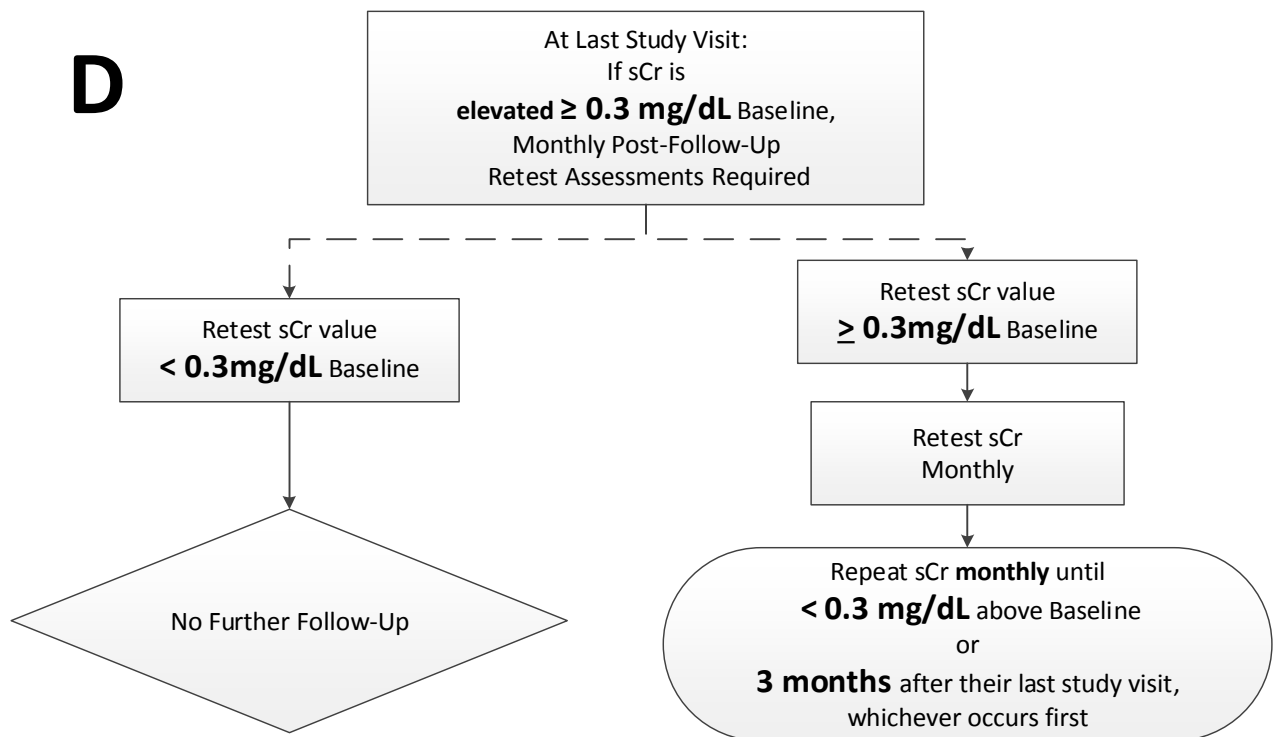 D
At Last Study Visit:
If sCr is
elevated ≥ 0.3 mg/dL Baseline,
Monthly Post-Follow-Up
Retest Assessments Required
Retest sCr value
< 0.3mg/dL Baseline
No Further Follow-Up
Retest sCr value
≥ 0.3mg/dL Baseline
Retest sCr
Monthly
Repeat sCr monthly until
< 0.3 mg/dL above Baseline
or
3 months after their last study visit,
whichever occurs first